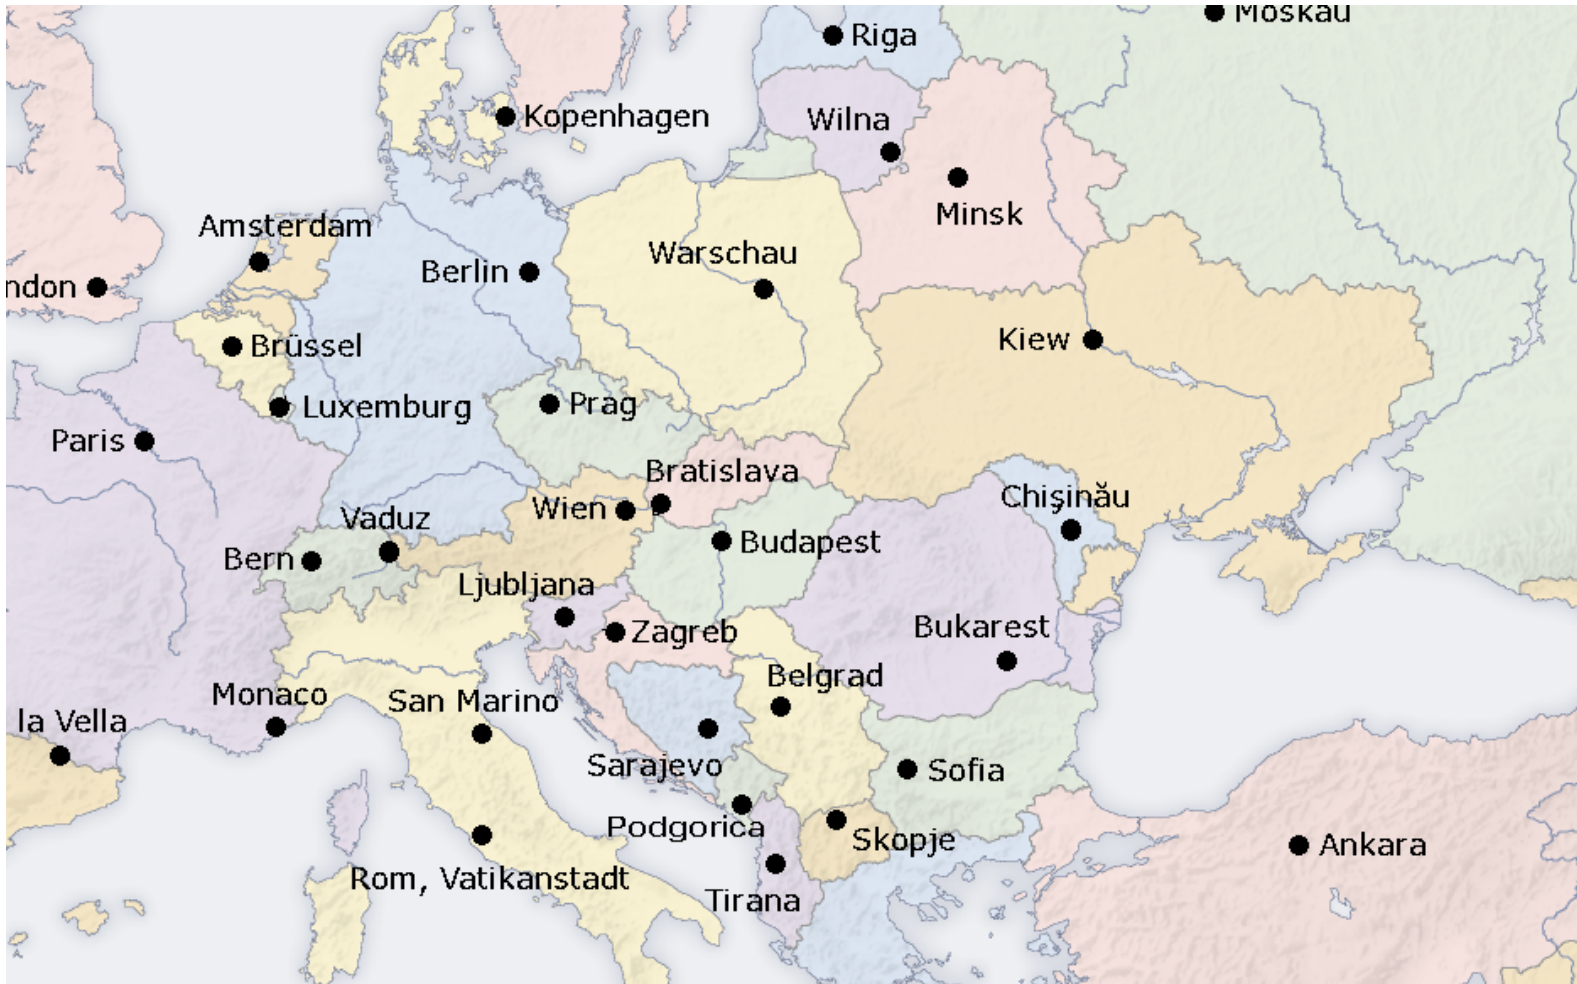 Moskau
Riga
Kopenhagen
Wilna
Minsk
Amsterdam
Warschau
Berlin
ndon
Kiew
Brüssel
Luxemburg
Prag
Paris
Bratislava
Chişinău
Wien
Vaduz
Budapest
Bern
Ljubljana
Bukarest
Zagreb
Belgrad
Monaco
San Marino
la Vella
Sarajevo
Sofia
Podgorica
Skopje
Ankara
Rom, Vatikanstadt
Tirana